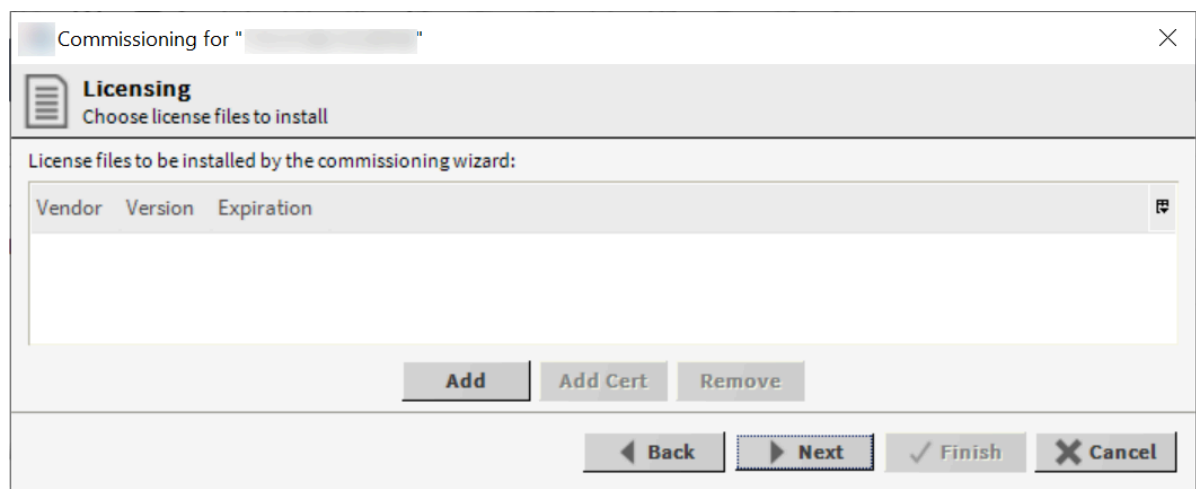 Commissioning for " "
Licensing
Choose license files to install
License files to be installed by the commissioning wizard:
Vendor Version Expiration
Add Add Cert Remove
Back Next Finish Cancel